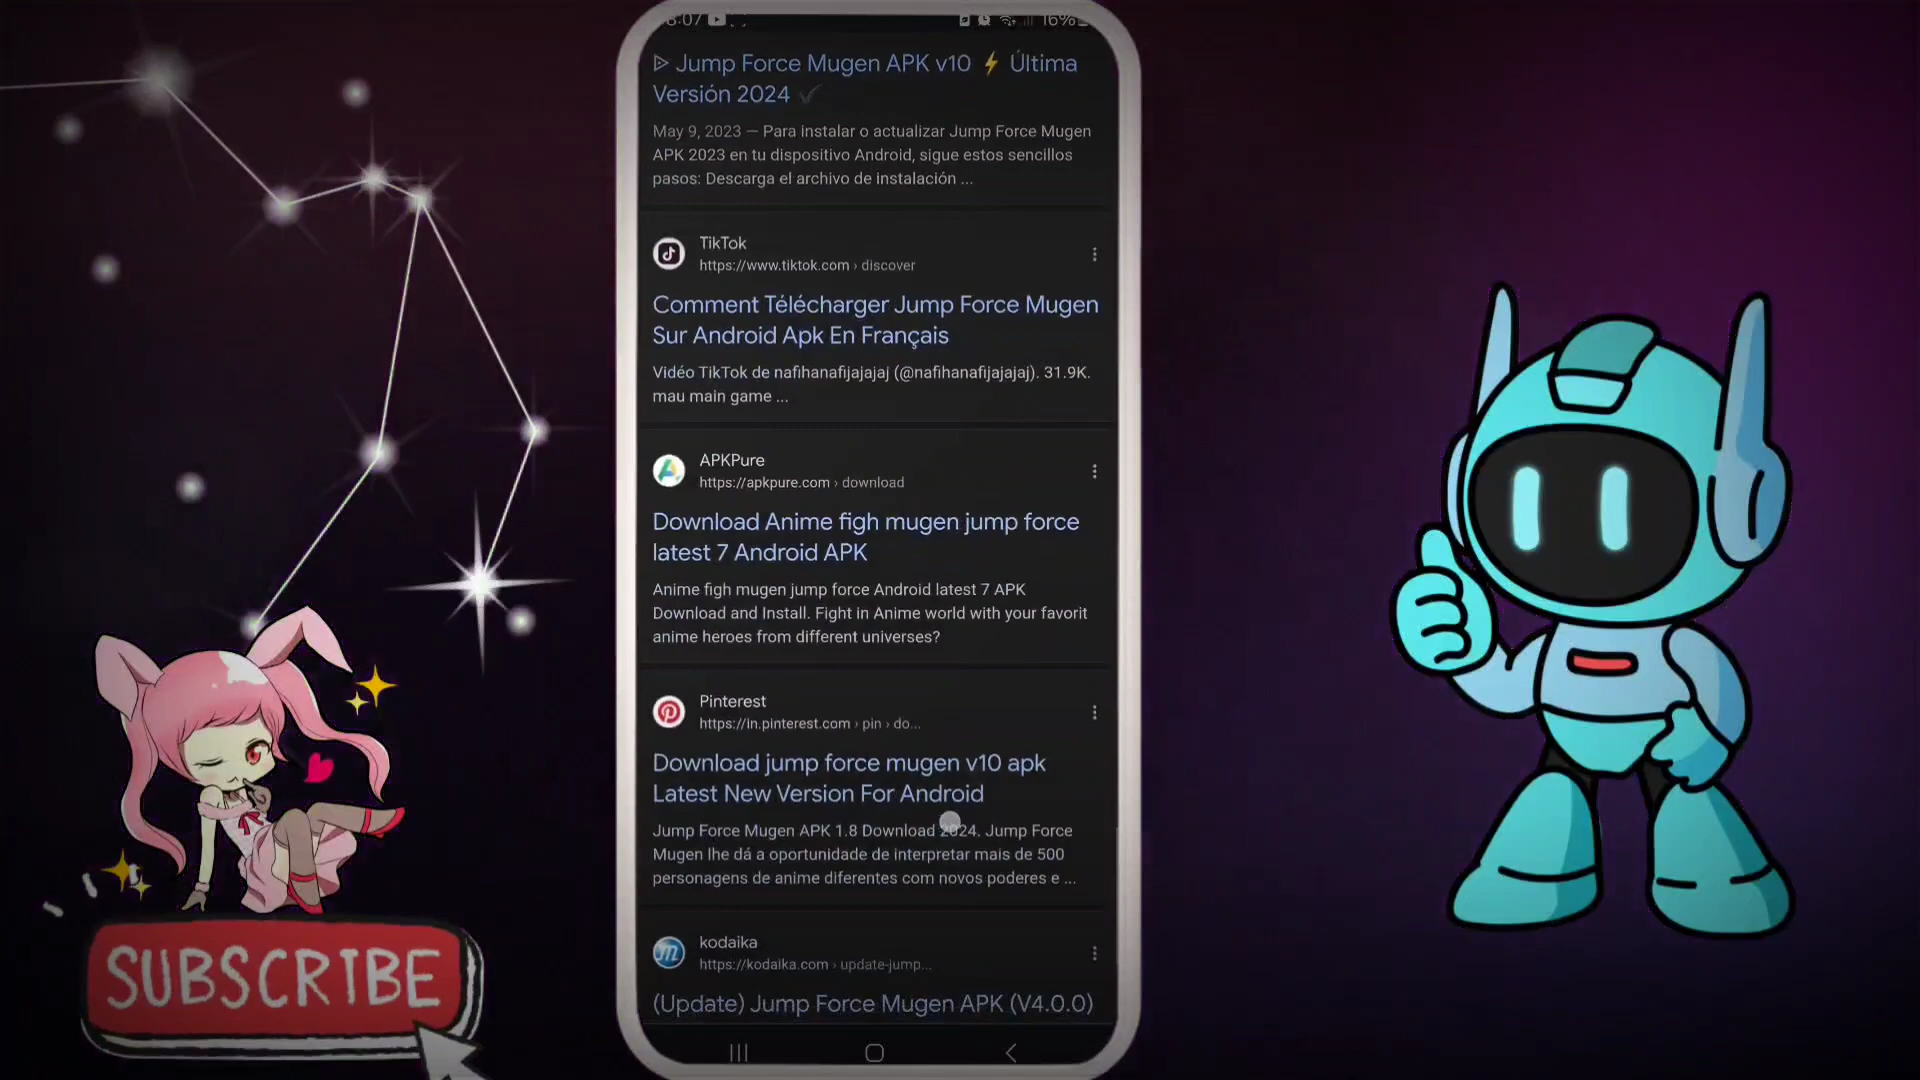 8:07
16%
Jump Force Mugen APK v10 ⚡ Última
Versión 2024 ✓
May 9, 2023 — Para instalar o actualizar Jump Force Mugen
APK 2023 en tu dispositivo Android, sigue estos sencillos
pasos: Descarga el archivo de instalación ...
TikTok
https://www.tiktok.com › discover
Comment Télécharger Jump Force Mugen
Sur Android Apk En Français
Vidéo TikTok de nafihanafijajajaj (@nafihanafijajajaj). 31.9K.
mau main game ...
APKPure
https://apkpure.com › download
Download Anime figh mugen jump force
latest 7 Android APK
Anime figh mugen jump force Android latest 7 APK
Download and Install. Fight in Anime world with your favorit
anime heroes from different universes?
Pinterest
https://in.pinterest.com › pin › do...
Download jump force mugen v10 apk
Latest New Version For Android
Jump Force Mugen APK 1.8 Download 2024. Jump Force
Mugen lhe dá a oportunidade de interpretar mais de 500
personagens de anime diferentes com novos poderes e ...
kodaika
https://kodaika.com › update-jump...
(Update) Jump Force Mugen APK (V4.0.0)
SUBSCRIBE